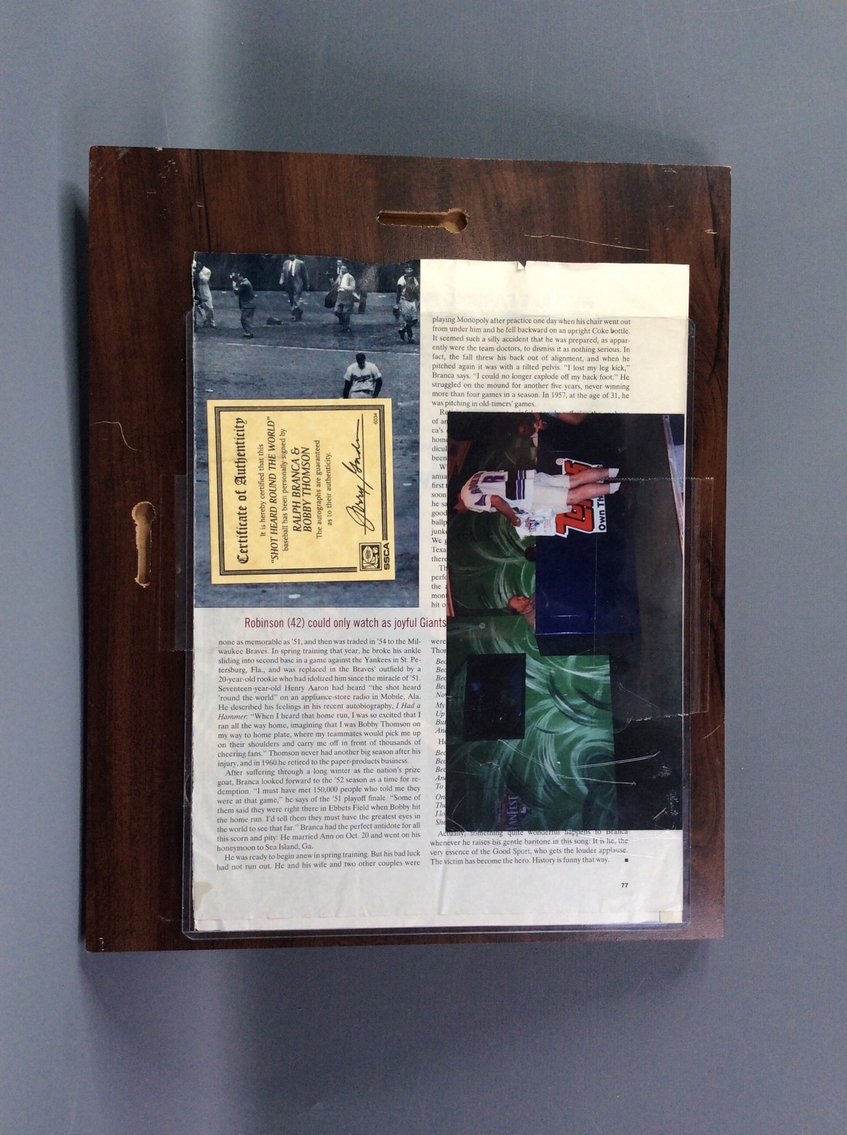 playing Monopoly after practice one day when his chair went out
from under him and he fell backward on an upright Coke bottle.
It seemed such a silly accident that he was prepared, as appar-
ently were the team doctors, to dismiss it as nothing serious. In
fact, the fall threw his back out of alignment, and when he
pitched again it was with a tilted pelvis. “I lost my leg kick,”
Branca says. “I could no longer explode off my back foot.” He
struggled on the mound for another five years, never winning
more than four games in a season. In 1957, at the age of 31, he
was pitching in old-timers’ games.
Certificate of Authenticity
It is hereby certified that this
"SHOT HEARD ROUND THE WORLD"
baseball has been personally signed by
RALPH BRANCA &
BOBBY THOMSON
The autographs are guaranteed
as to their authenticity.
SSCA
6034
Own Th
Robinson (42) could only watch as joyful Giants
none as memorable as ’51, and then was traded in ’54 to the Mil-
waukee Braves. In spring training that year, he broke his ankle
sliding into second base in a game against the Yankees in St. Pe-
tersburg, Fla., and was replaced in the Braves’ outfield by a
20-year-old rookie who had idolized him since the miracle of ’51.
Seventeen-year-old Henry Aaron had heard “the shot heard
’round the world” on an appliance-store radio in Mobile, Ala.
He described his feelings in his recent autobiography, I Had a
Hammer: “When I heard that home run, I was so excited that I
ran all the way home, imagining that I was Bobby Thomson on
my way to home plate, where my teammates would pick me up
on their shoulders and carry me off in front of thousands of
cheering fans.” Thomson never had another big season after his
injury, and in 1960 he retired to the paper-products business.
After suffering through a long winter as the nation’s prize
goat, Branca looked forward to the ’52 season as a time for re-
demption. “I must have met 150,000 people who told me they
were at that game,” he says of the ’51 playoff finale. “Some of
them said they were right there in Ebbets Field when Bobby hit
the home run. I’d tell them they must have the greatest eyes in
the world to see that far.” Branca had the perfect antidote for all
this scorn and pity: He married Ann on Oct. 20 and went on his
honeymoon to Sea Island, Ga.
He was ready to begin anew in spring training. But his bad luck
had not run out. He and his wife and two other couples were
Actually, something quite wonderful happens to Branca
whenever he raises his gentle baritone in this song: It is he, the
very essence of the Good Sport, who gets the louder applause.
The victim has become the hero. History is funny that way.
77